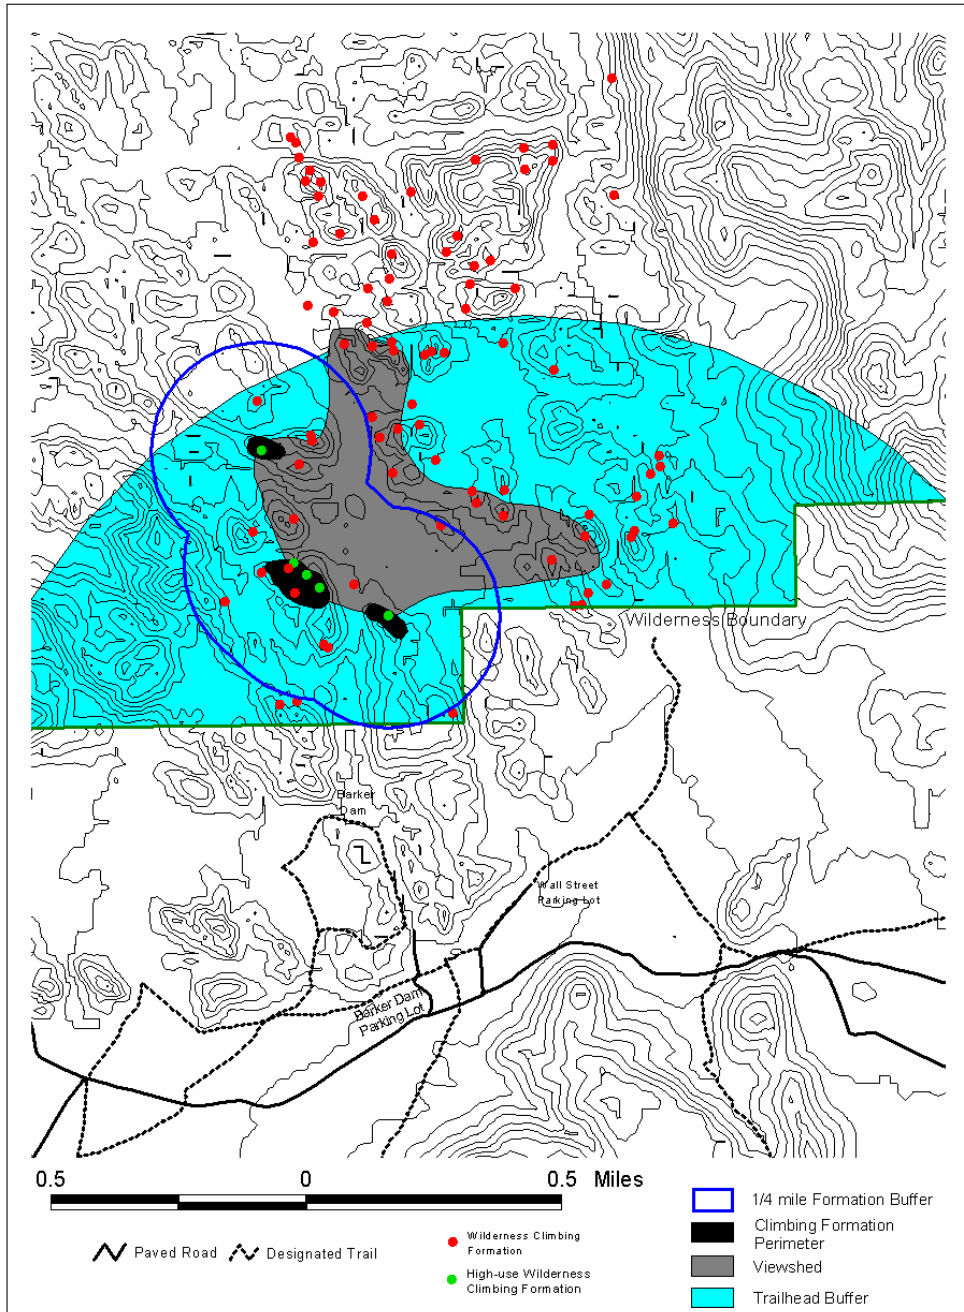 Wilderness Boundary
Barker
Dam
Wall Street
Parking Lot
Barker Dam
Parking Lot
0.5 0 0.5 Miles
Paved Road
Designated Trail
Wilderness Climbing
Formation
High-use Wilderness
Climbing Formation
1/4 mile Formation Buffer
Climbing Formation
Perimeter
Viewshed
Trailhead Buffer